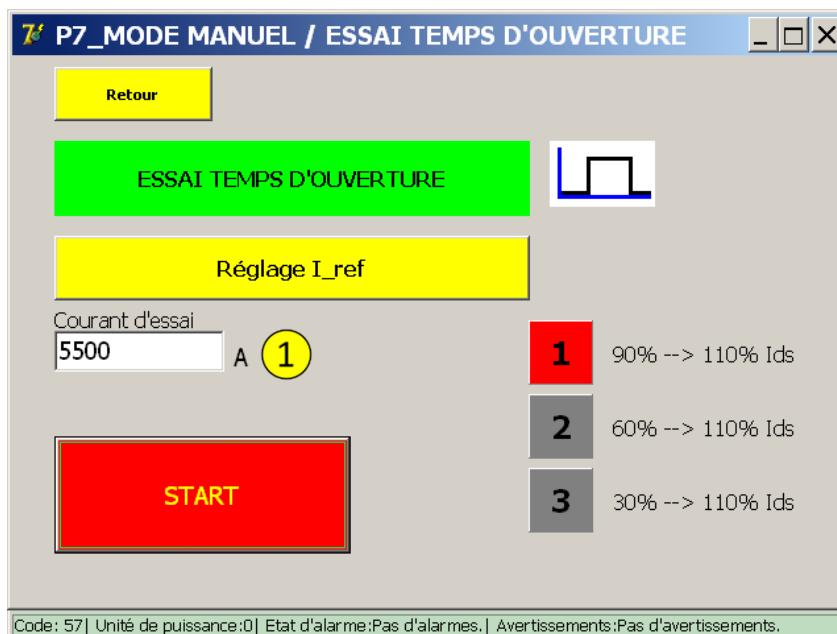 P7_MODE MANUEL / ESSAI TEMPS D'OUVERTURE
Retour
ESSAI TEMPS D'OUVERTURE
Réglage I_ref
Courant d'essai
5500 A 1
1 90% --> 110% Ids
2 60% --> 110% Ids
START
3 30% --> 110% Ids
Code: 57| Unité de puissance:0| Etat d'alarme:Pas d'alarmes.| Avertissements:Pas d'avertissements.